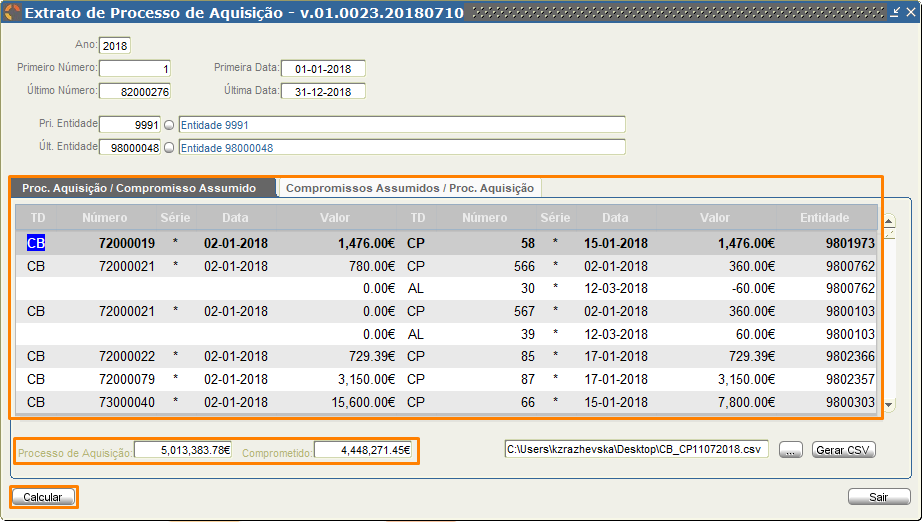 Extrato de Processo de Aquisição - v.01.0023.20180710
Ano: 2018
Primeiro Número: 1 Primeira Data: 01-01-2018
Último Número: 82000276 Última Data: 31-12-2018
Pri. Entidade 9991 Entidade 9991
Últ. Entidade 98000048 Entidade 98000048
Proc. Aquisição / Compromisso Assumido Compromissos Assumidos / Proc. Aquisição
TD Número Série Data Valor TD Número Série Data Valor Entidade
CB 72000019 * 02-01-2018 1,476.00€ CP 58 * 15-01-2018 1,476.00€ 9801973
CB 72000021 * 02-01-2018 780.00€ CP 566 * 02-01-2018 360.00€ 9800762
0.00€ AL 30 * 12-03-2018 -60.00€ 9800762
CB 72000021 * 02-01-2018 0.00€ CP 567 * 02-01-2018 360.00€ 9800103
0.00€ AL 39 * 12-03-2018 60.00€ 9800103
CB 72000022 * 02-01-2018 729.39€ CP 85 * 17-01-2018 729.39€ 9802366
CB 72000079 * 02-01-2018 3,150.00€ CP 87 * 17-01-2018 3,150.00€ 9802357
CB 73000040 * 02-01-2018 15,600.00€ CP 66 * 15-01-2018 7,800.00€ 9800303
Processo de Aquisição: 5,013,383.78€ Comprometido: 4,448,271.45€ C:\Users\kzrazhevska\Desktop\CB_CP11072018.csv ... Gerar CSV
Calcular Sair